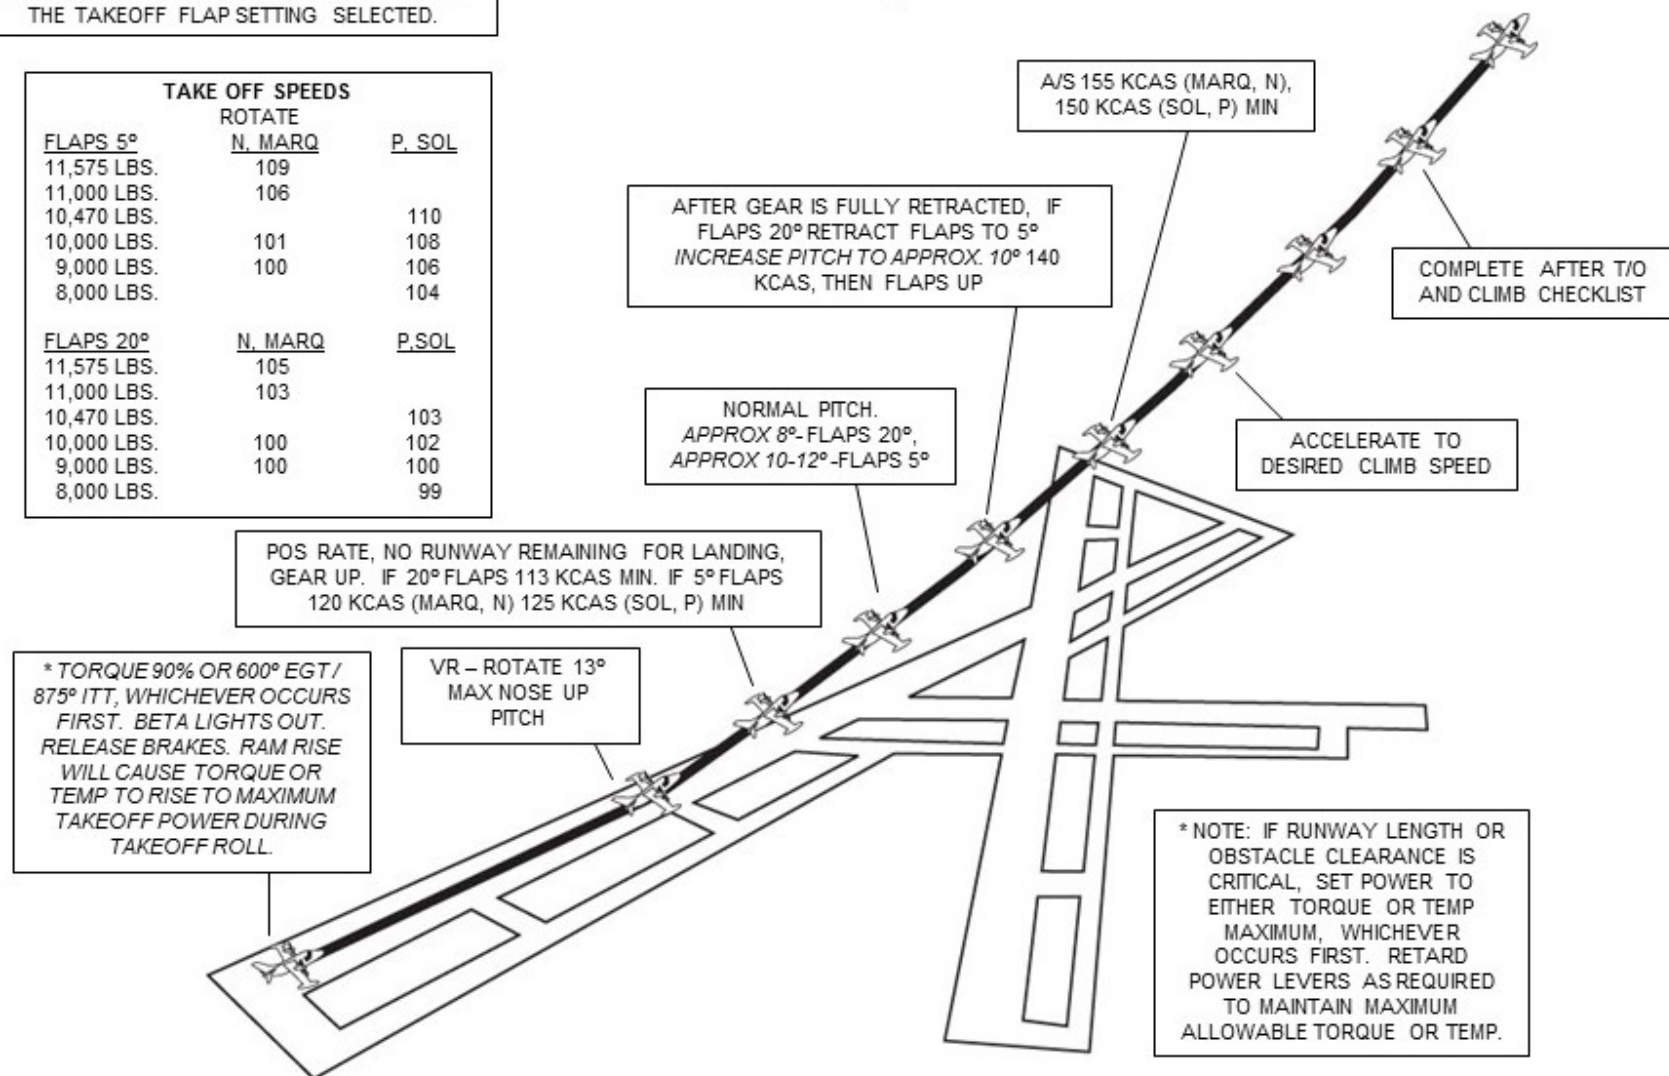 THE TAKEOFF FLAP SETTING SELECTED.
TAKE OFF SPEEDS
ROTATE
FLAPS 5º N, MARQ P, SOL
11,575 LBS. 109
11,000 LBS. 106
10,470 LBS. 110
10,000 LBS. 101 108
9,000 LBS. 100 106
8,000 LBS. 104
FLAPS 20º N, MARQ P,SOL
11,575 LBS. 105
11,000 LBS. 103
10,470 LBS. 103
10,000 LBS. 100 102
9,000 LBS. 100 100
8,000 LBS. 99
A/S 155 KCAS (MARQ, N),
150 KCAS (SOL, P) MIN
AFTER GEAR IS FULLY RETRACTED, IF
FLAPS 20º RETRACT FLAPS TO 5º
INCREASE PITCH TO APPROX. 10º 140
KCAS, THEN FLAPS UP
COMPLETE AFTER T/O
AND CLIMB CHECKLIST
NORMAL PITCH.
APPROX 8º- FLAPS 20º,
APPROX 10-12º -FLAPS 5º
ACCELERATE TO
DESIRED CLIMB SPEED
POS RATE, NO RUNWAY REMAINING FOR LANDING,
GEAR UP. IF 20º FLAPS 113 KCAS MIN. IF 5º FLAPS
120 KCAS (MARQ, N) 125 KCAS (SOL, P) MIN
VR – ROTATE 13º
MAX NOSE UP
PITCH
* TORQUE 90% OR 600º EGT /
875º ITT, WHICHEVER OCCURS
FIRST. BETA LIGHTS OUT.
RELEASE BRAKES. RAM RISE
WILL CAUSE TORQUE OR
TEMP TO RISE TO MAXIMUM
TAKEOFF POWER DURING
TAKEOFF ROLL.
* NOTE: IF RUNWAY LENGTH OR
OBSTACLE CLEARANCE IS
CRITICAL, SET POWER TO
EITHER TORQUE OR TEMP
MAXIMUM, WHICHEVER
OCCURS FIRST. RETARD
POWER LEVERS AS REQUIRED
TO MAINTAIN MAXIMUM
ALLOWABLE TORQUE OR TEMP.